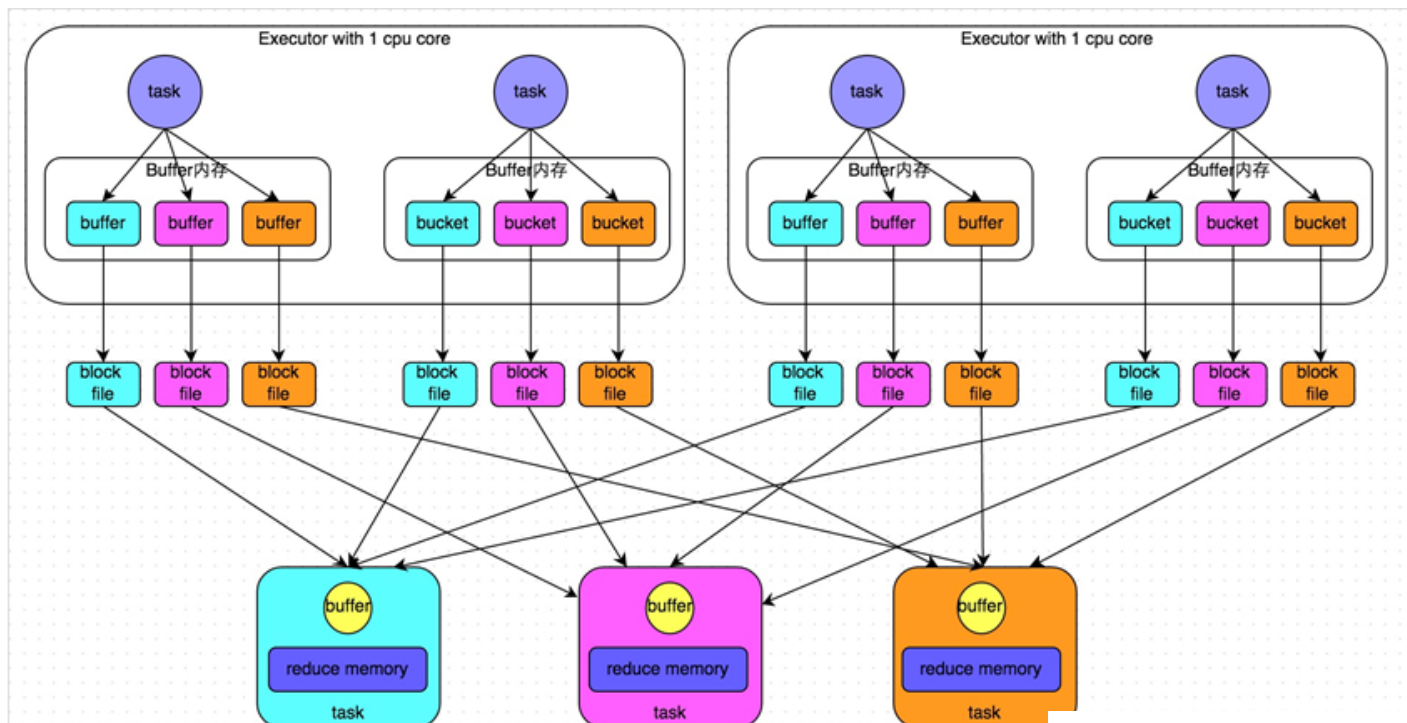 Executor with 1 cpu core
Executor with 1 cpu core
task
task
task
task
Buffer内存
Buffer内存
Buffer内存
Buffer内存
buffer
buffer
buffer
bucket
bucket
bucket
buffer
buffer
buffer
bucket
bucket
bucket
block
file
block
file
block
file
block
file
block
file
block
file
block
file
block
file
block
file
block
file
block
file
block
file
buffer
buffer
buffer
reduce memory
reduce memory
reduce memory
task
task
task